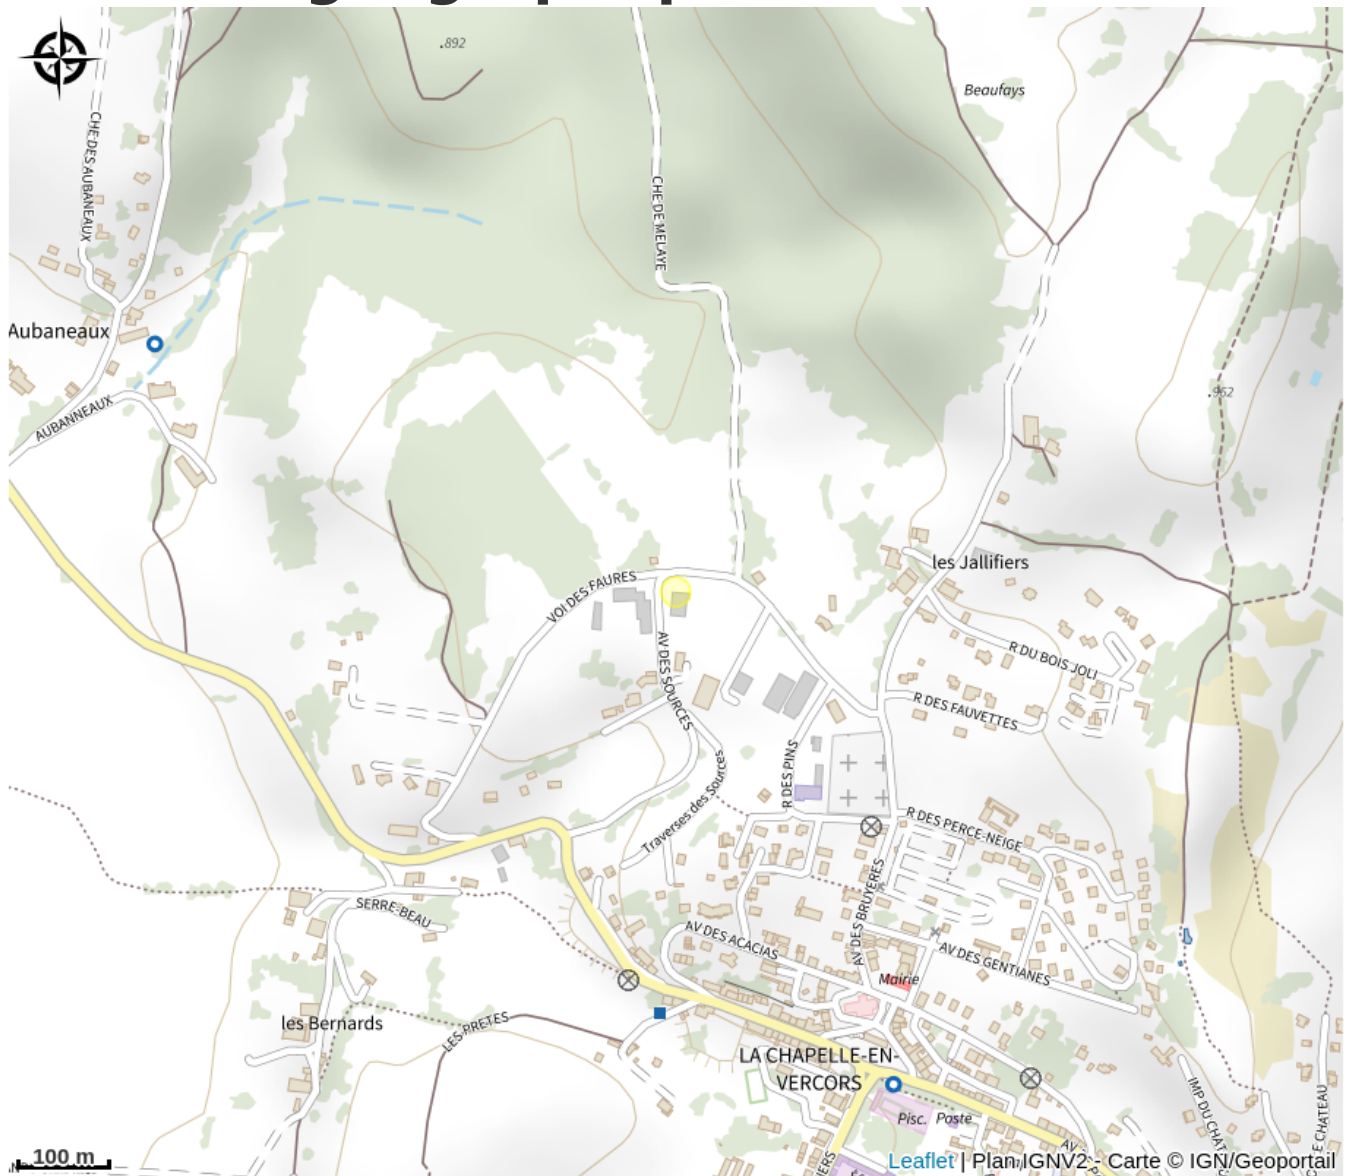 .892
Beaufays
CHE DES AUBANEAUX
CHE DE MELAYE
Aubaneaux
.952
AUBANNEAUX
les Jallifiers
VOI DES FAURES
AV DES SOURCES
R DU BOIS JOLI
R DES FAUVETTES
R DES PINS
Traverses des Sources
R DES PERCE-NEIGE
AV DES BRUYERES
SERRE-BEAU
AV DES ACACIAS
AV DES GENTIANES
Mairie
les Bernards
LES PRETES
LA CHAPELLE-EN-
VERCORS
Pisc.
Poste
IMP DU CHAT
E CHATEAU
AV
IERS
100 m
Leaflet | Plan IGNV2 - Carte © IGN/Geoportail